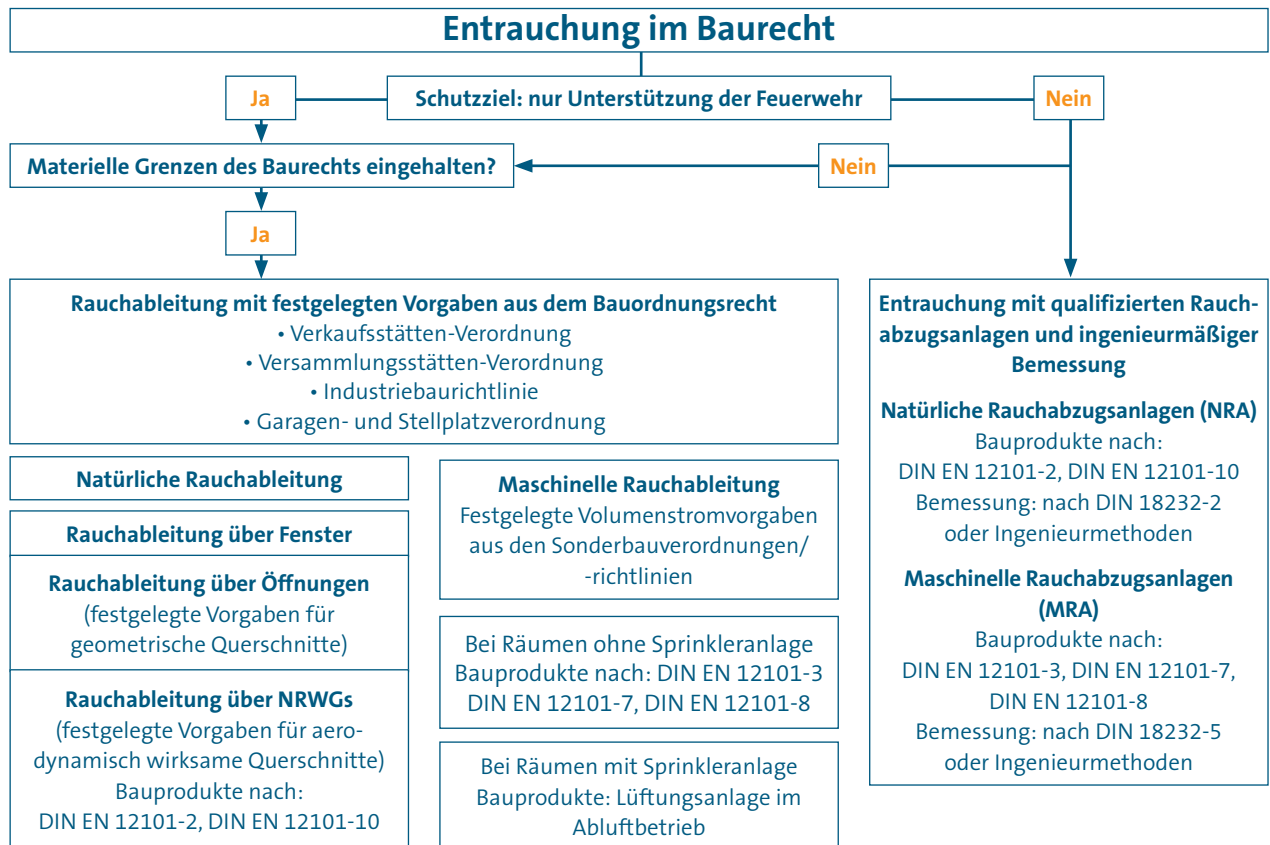 Entrauchung im Baurecht
Ja
Schutzziel: nur Unterstützung der Feuerwehr
Nein
Materielle Grenzen des Baurechts eingehalten?
Nein
Ja
Rauchableitung mit festgelegten Vorgaben aus dem Bauordnungsrecht
• Verkaufsstätten-Verordnung
• Versammlungsstätten-Verordnung
• Industriebaurichtlinie
• Garagen- und Stellplatzverordnung
Natürliche Rauchableitung
Rauchableitung über Fenster
Rauchableitung über Öffnungen
(festgelegte Vorgaben für
geometrische Querschnitte)
Rauchableitung über NRWGs
(festgelegte Vorgaben für aero-
dynamisch wirksame Querschnitte)
Bauprodukte nach:
DIN EN 12101-2, DIN EN 12101-10
Maschinelle Rauchableitung
Festgelegte Volumenstromvorgaben
aus den Sonderbauverordnungen/
-richtlinien
Bei Räumen ohne Sprinkleranlage
Bauprodukte nach: DIN EN 12101-3
DIN EN 12101-7, DIN EN 12101-8
Bei Räumen mit Sprinkleranlage
Bauprodukte: Lüftungsanlage im
Abluftbetrieb
Entrauchung mit qualifizierten Rauch-
abzugsanlagen und ingenieurmäßiger
Bemessung
Natürliche Rauchabzugsanlagen (NRA)
Bauprodukte nach:
DIN EN 12101-2, DIN EN 12101-10
Bemessung: nach DIN 18232-2
oder Ingenieurmethoden
Maschinelle Rauchabzugsanlagen
(MRA)
Bauprodukte nach:
DIN EN 12101-3, DIN EN 12101-7,
DIN EN 12101-8
Bemessung: nach DIN 18232-5
oder Ingenieurmethoden